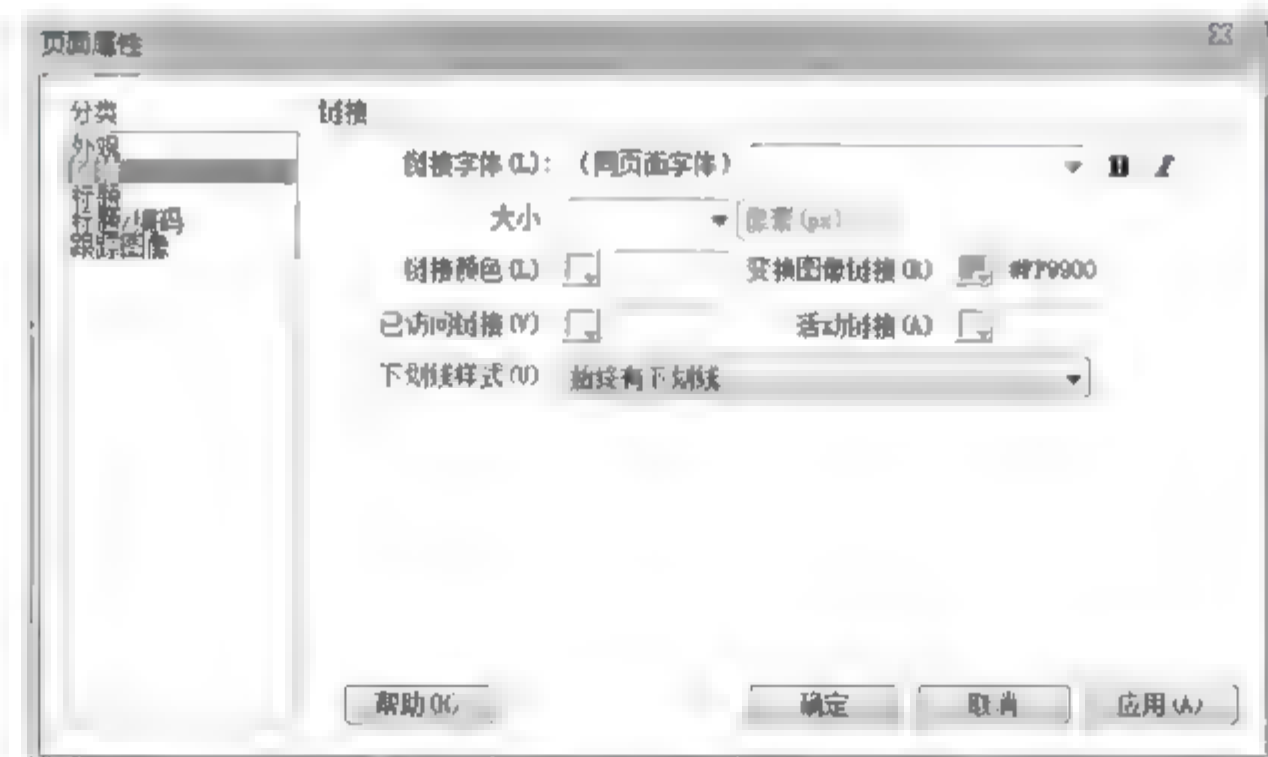 页面属性
分类
外观
标题
标题/编码
跟踪图像
链接
链接字体(L): (同页面字体) B I
大小 像素(px)
链接颜色(L) 变换图像链接(R) #FF9900
已访问链接(V) 活动链接(A)
下划线样式(U) 始终有下划线
帮助 确定 取消 应用(A)